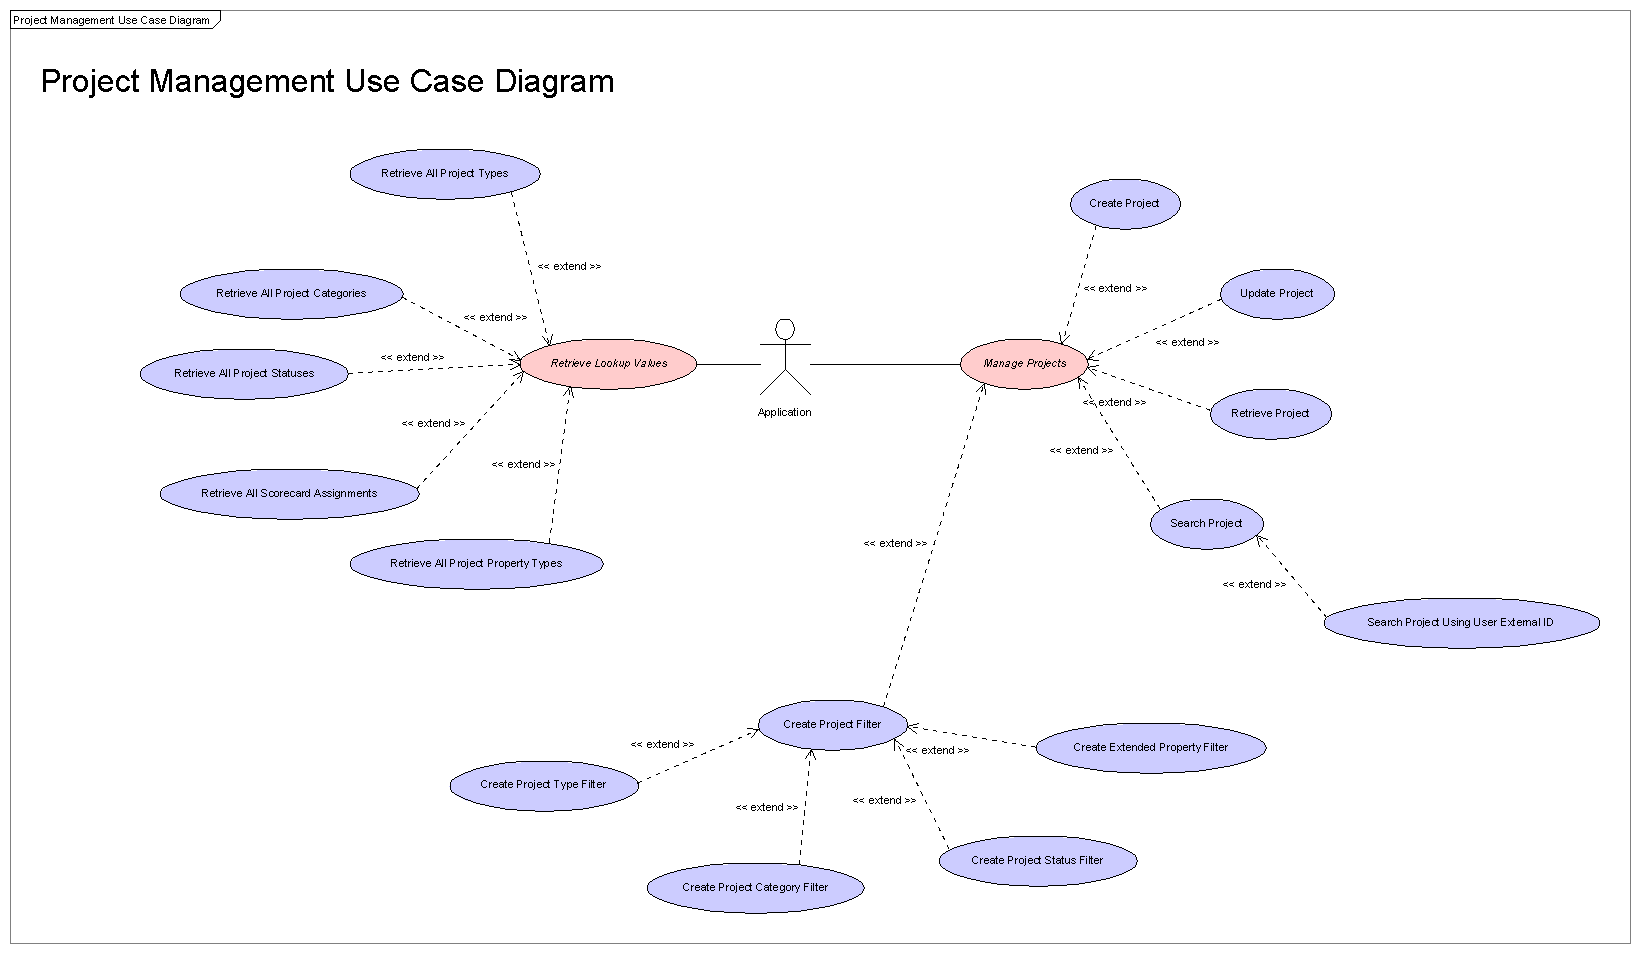 Project Management Use Case Diagram
Project Management Use Case Diagram
Retrieve All Project Types
Create Project
<< extend >>
<< extend >>
Retrieve All Project Categories
Update Project
<< extend >>
<< extend >>
<< extend >>
Retrieve All Project Statuses
Retrieve Lookup Values
Manage Projects
Application
<< extend >>
<< extend >>
Retrieve Project
<< extend >>
<< extend >>
Retrieve All Scorecard Assignments
Search Project
<< extend >>
Retrieve All Project Property Types
<< extend >>
Search Project Using User External ID
Create Project Filter
<< extend >>
<< extend >>
Create Extended Property Filter
Create Project Type Filter
<< extend >>
<< extend >>
Create Project Status Filter
Create Project Category Filter